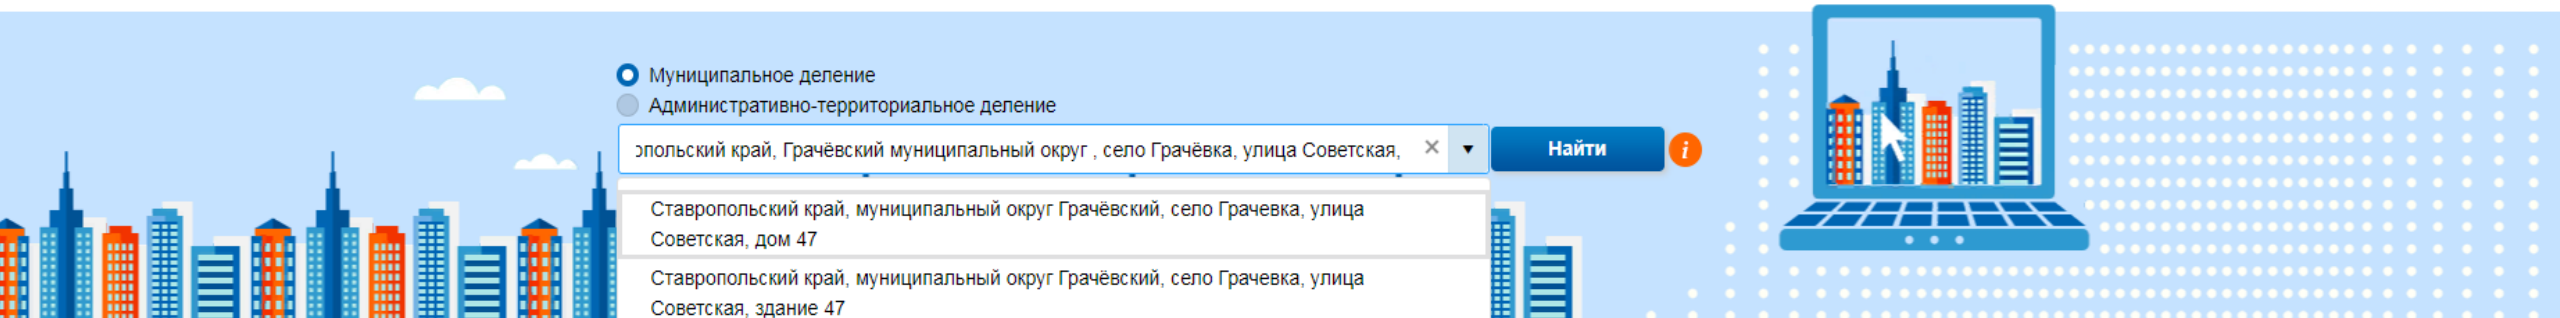 Муниципальное деление
Административно-территориальное деление
опольский край, Грачёвский муниципальный округ , село Грачёвка, улица Советская,
Найти
i
Ставропольский край, муниципальный округ Грачёвский, село Грачевка, улица
Советская, дом 47
Ставропольский край, муниципальный округ Грачёвский, село Грачевка, улица
Советская, здание 47